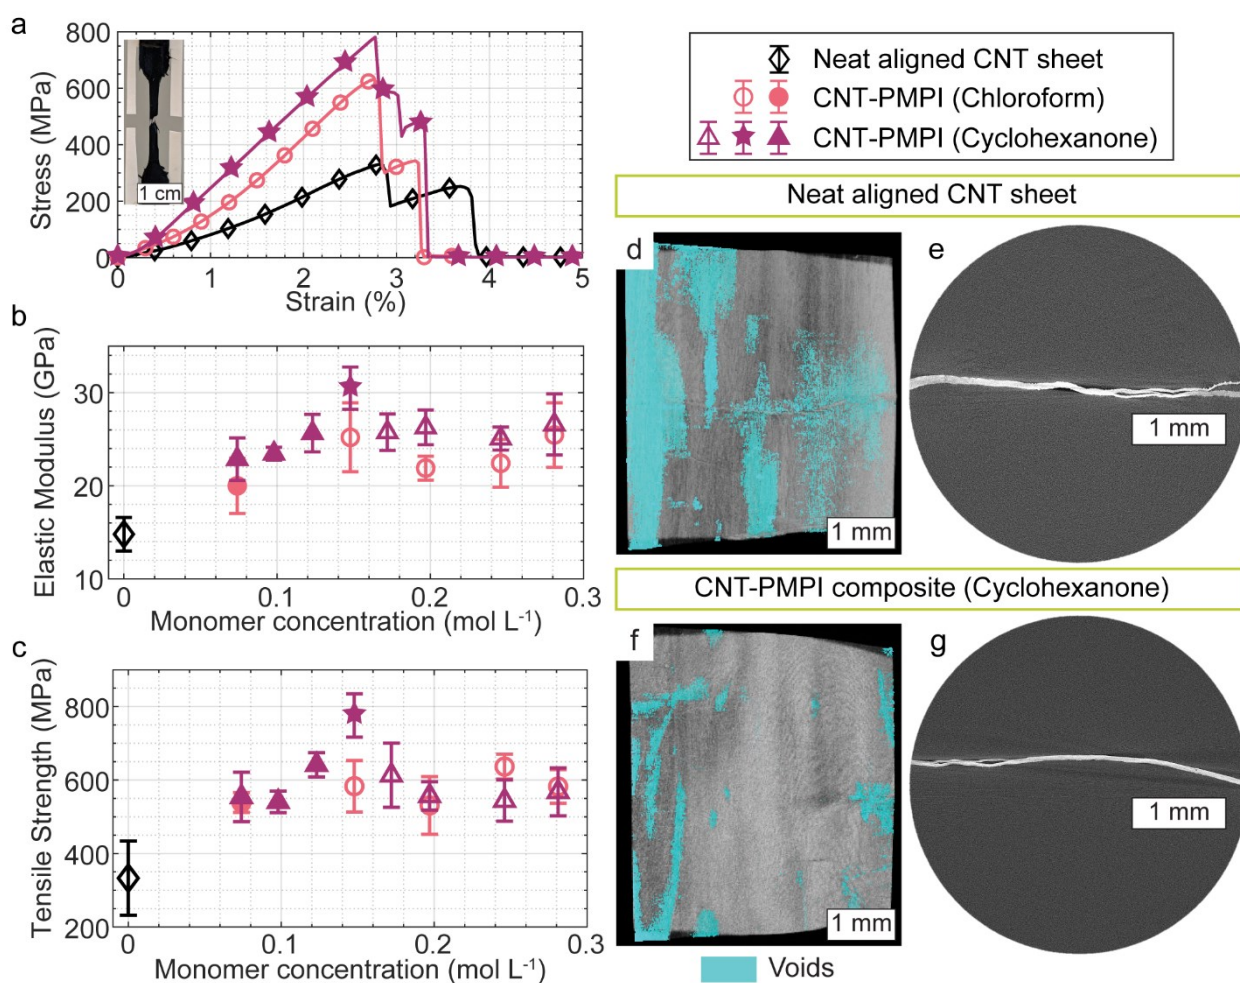 a
800
600
400
200
0
Stress (MPa)
1 cm
0 1 2 3 4 5
Strain (%)
Neat aligned CNT sheet
CNT-PMPI (Chloroform)
CNT-PMPI (Cyclohexanone)
b
30
20
10
Elastic Modulus (GPa)
0 0.1 0.2 0.3
Monomer concentration (mol L⁻¹)
c
800
600
400
200
Tensile Strength (MPa)
0 0.1 0.2 0.3
Monomer concentration (mol L⁻¹)
Neat aligned CNT sheet
d
1 mm
e
1 mm
CNT-PMPI composite (Cyclohexanone)
f
1 mm
g
1 mm
Voids